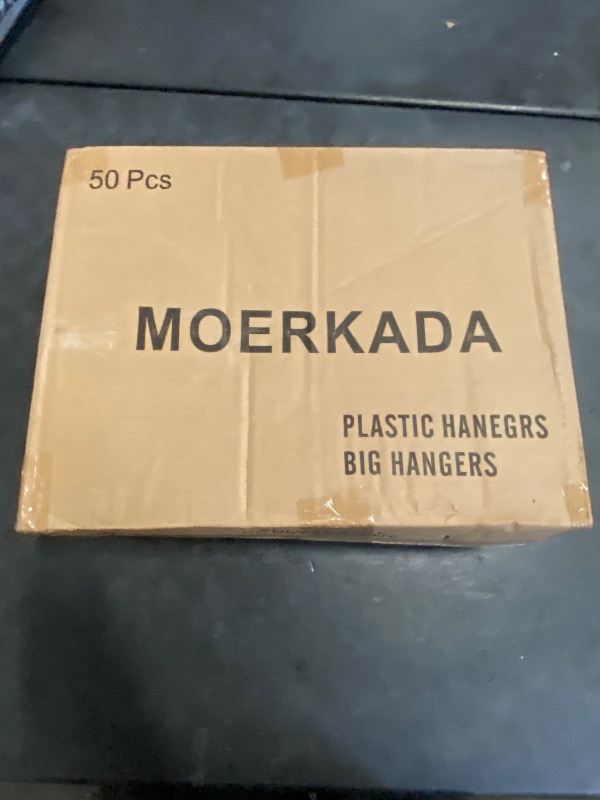 50 Pcs
MOERKADA
PLASTIC HANEGRS
BIG HANGERS